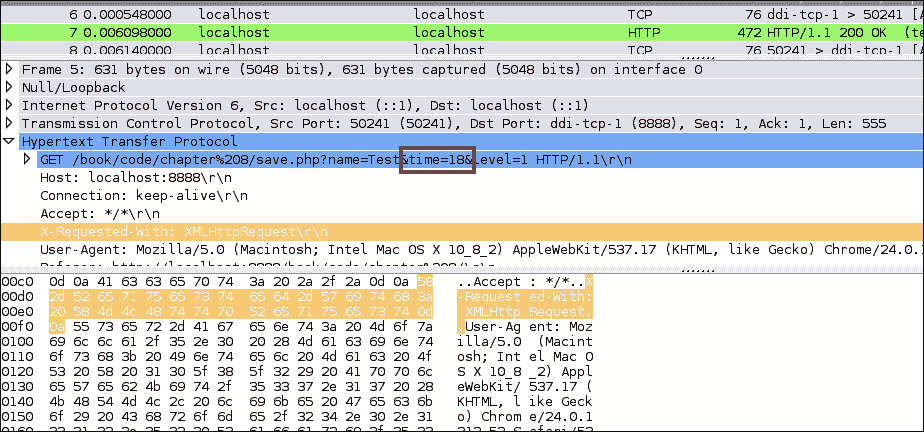 6 0.000548000 localhost localhost TCP 76 ddi-tcp-1 > 50241 [A
7 0.006098000 localhost localhost HTTP 472 HTTP/1.1 200 OK (te
8 0.006140000 localhost localhost TCP 76 50241 > ddi-tcp-1 [A
Frame 5: 631 bytes on wire (5048 bits), 631 bytes captured (5048 bits) on interface 0
Null/Loopback
Internet Protocol Version 6, Src: localhost (::1), Dst: localhost (::1)
Transmission Control Protocol, Src Port: 50241 (50241), Dst Port: ddi-tcp-1 (8888), Seq: 1, Ack: 1, Len: 555
Hypertext Transfer Protocol
GET /book/code/chapter%208/save.php?name=Test&time=18&level=1 HTTP/1.1\r\n
Host: localhost:8888\r\n
Connection: keep-alive\r\n
Accept: */*\r\n
X-Requested-With: XMLHttpRequest\r\n
User-Agent: Mozilla/5.0 (Macintosh; Intel Mac OS X 10_8_2) AppleWebKit/537.17 (KHTML, like Gecko) Chrome/24.0.
Referer: http://localhost:8888/book/code/chapter%208/\r\n
00c0 0d 0a 41 63 63 65 70 74 3a 20 2a 2f 2a 0d 0a 58 ..Accept : */*..X
00d0 2d 52 65 71 75 65 73 74 65 64 2d 57 69 74 68 3a -Request ed-With:
00e0 20 58 4d 4c 48 74 74 70 52 65 71 75 65 73 74 0d XMLHttp Request.
00f0 0a 55 73 65 72 2d 41 67 65 6e 74 3a 20 4d 6f 7a .User-Ag ent: Moz
0100 69 6c 6c 61 2f 35 2e 30 20 28 4d 61 63 69 6e 74 illa/5.0 (Macint
0110 6f 73 68 3b 20 49 6e 74 65 6c 20 4d 61 63 20 4f osh; Int el Mac O
0120 53 20 58 20 31 30 5f 38 5f 32 29 20 41 70 70 6c S X 10_8 _2) Appl
0130 65 57 65 62 4b 69 74 2f 35 33 37 2e 31 37 20 28 eWebKit/ 537.17 (
0140 4b 48 54 4d 4c 2c 20 6c 69 6b 65 20 47 65 63 6b KHTML, l ike Geck
0150 6f 29 20 43 68 72 6f 6d 65 2f 32 34 2e 30 2e 31 o) Chrom e/24.0.1
0160